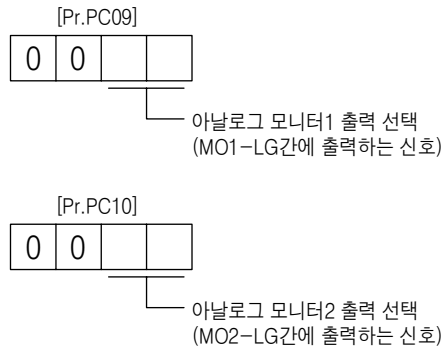 [Pr.PC09]
0 0
아날로그 모니터1 출력 선택
(MO1-LG간에 출력하는 신호)
[Pr.PC10]
0 0
아날로그 모니터2 출력 선택
(MO2-LG간에 출력하는 신호)